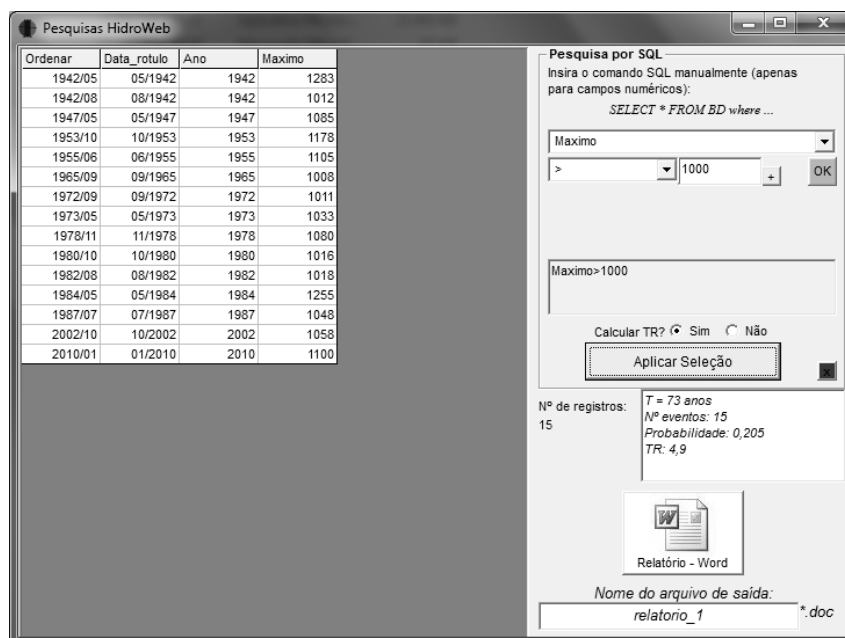 Pesquisas HidroWeb
Ordenar Data_rotulo Ano Maximo
1942/05 05/1942 1942 1283
1942/08 08/1942 1942 1012
1947/05 05/1947 1947 1085
1953/10 10/1953 1953 1178
1955/06 06/1955 1955 1105
1965/09 09/1965 1965 1008
1972/09 09/1972 1972 1011
1973/05 05/1973 1973 1033
1978/11 11/1978 1978 1080
1980/10 10/1980 1980 1016
1982/08 08/1982 1982 1018
1984/05 05/1984 1984 1255
1987/07 07/1987 1987 1048
2002/10 10/2002 2002 1058
2010/01 01/2010 2010 1100
Pesquisa por SQL
Insira o comando SQL manualmente (apenas
para campos numéricos):
SELECT * FROM BD where ...
Maximo
> 1000 + OK
Maximo>1000
Calcular TR? Sim Não
Aplicar Seleção
x
Nº de registros:
15
T = 73 anos
Nº eventos: 15
Probabilidade: 0,205
TR: 4,9
W
Relatório - Word
Nome do arquivo de saída:
relatorio_1 *.doc